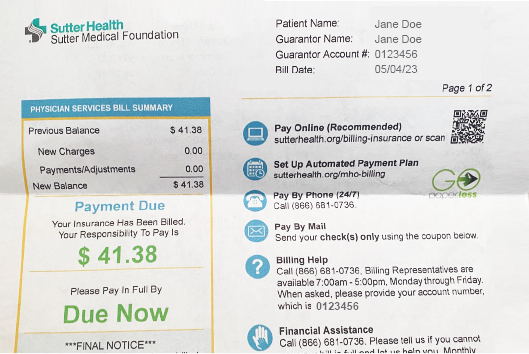 Sutter Health
Sutter Medical Foundation
Patient Name: Jane Doe
Guarantor Name: Jane Doe
Guarantor Account #: 0123456
Bill Date: 05/04/23
Page 1 of 2
PHYSICIAN SERVICES BILL SUMMARY
Previous Balance $ 41.38
New Charges 0.00
Payments/Adjustments 0.00
New Balance $ 41.38
Payment Due
Your Insurance Has Been Billed.
Your Responsibility To Pay Is
$ 41.38
Please Pay In Full By
Due Now
***FINAL NOTICE***
Pay Online (Recommended)
sutterhealth.org/billing-insurance or scan
Set Up Automated Payment Plan
sutterhealth.org/mho-billing
GO
paperless
Pay By Phone (24/7)
Call (866) 681-0736.
Pay By Mail
Send your check(s) only using the coupon below.
?
Billing Help
Call (866) 681-0736. Billing Representatives are
available 7:00am - 5:00pm, Monday through Friday.
When asked, please provide your account number,
which is 0123456
Financial Assistance
Call (866) 681-0736. Please tell us if you cannot
bill in full and let us help you. Monthly